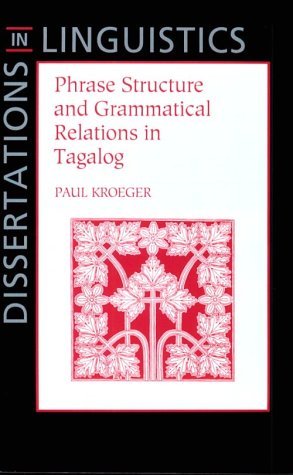 DISSERTATIONS IN
LINGUISTICS
Phrase Structure
and Grammatical
Relations in
Tagalog
PAUL KROEGER